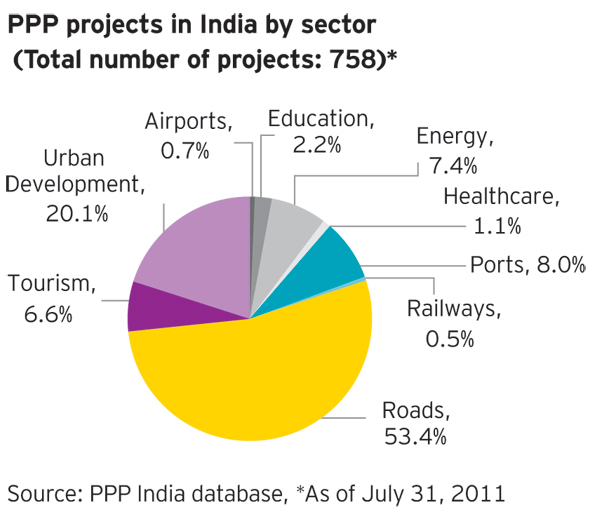 PPP projects in India by sector
(Total number of projects: 758)*
Airports,
0.7%
Education,
2.2%
Energy,
7.4%
Healthcare,
1.1%
Ports, 8.0%
Railways,
0.5%
Roads,
53.4%
Tourism,
6.6%
Urban
Development,
20.1%
Source: PPP India database, *As of July 31, 2011